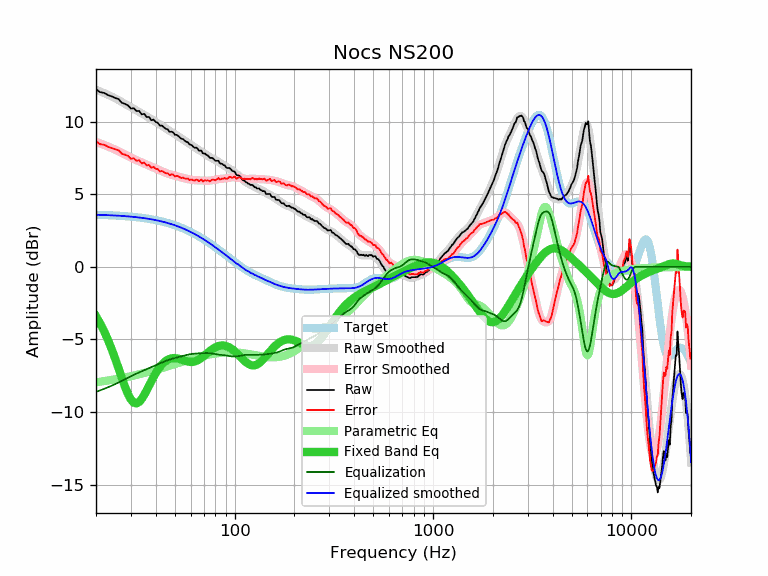 Nocs NS200
Amplitude (dBr)
10
5
0
−5
−10
−15
Target
Raw Smoothed
Error Smoothed
Raw
Error
Parametric Eq
Fixed Band Eq
Equalization
Equalized smoothed
100 1000 10000
Frequency (Hz)